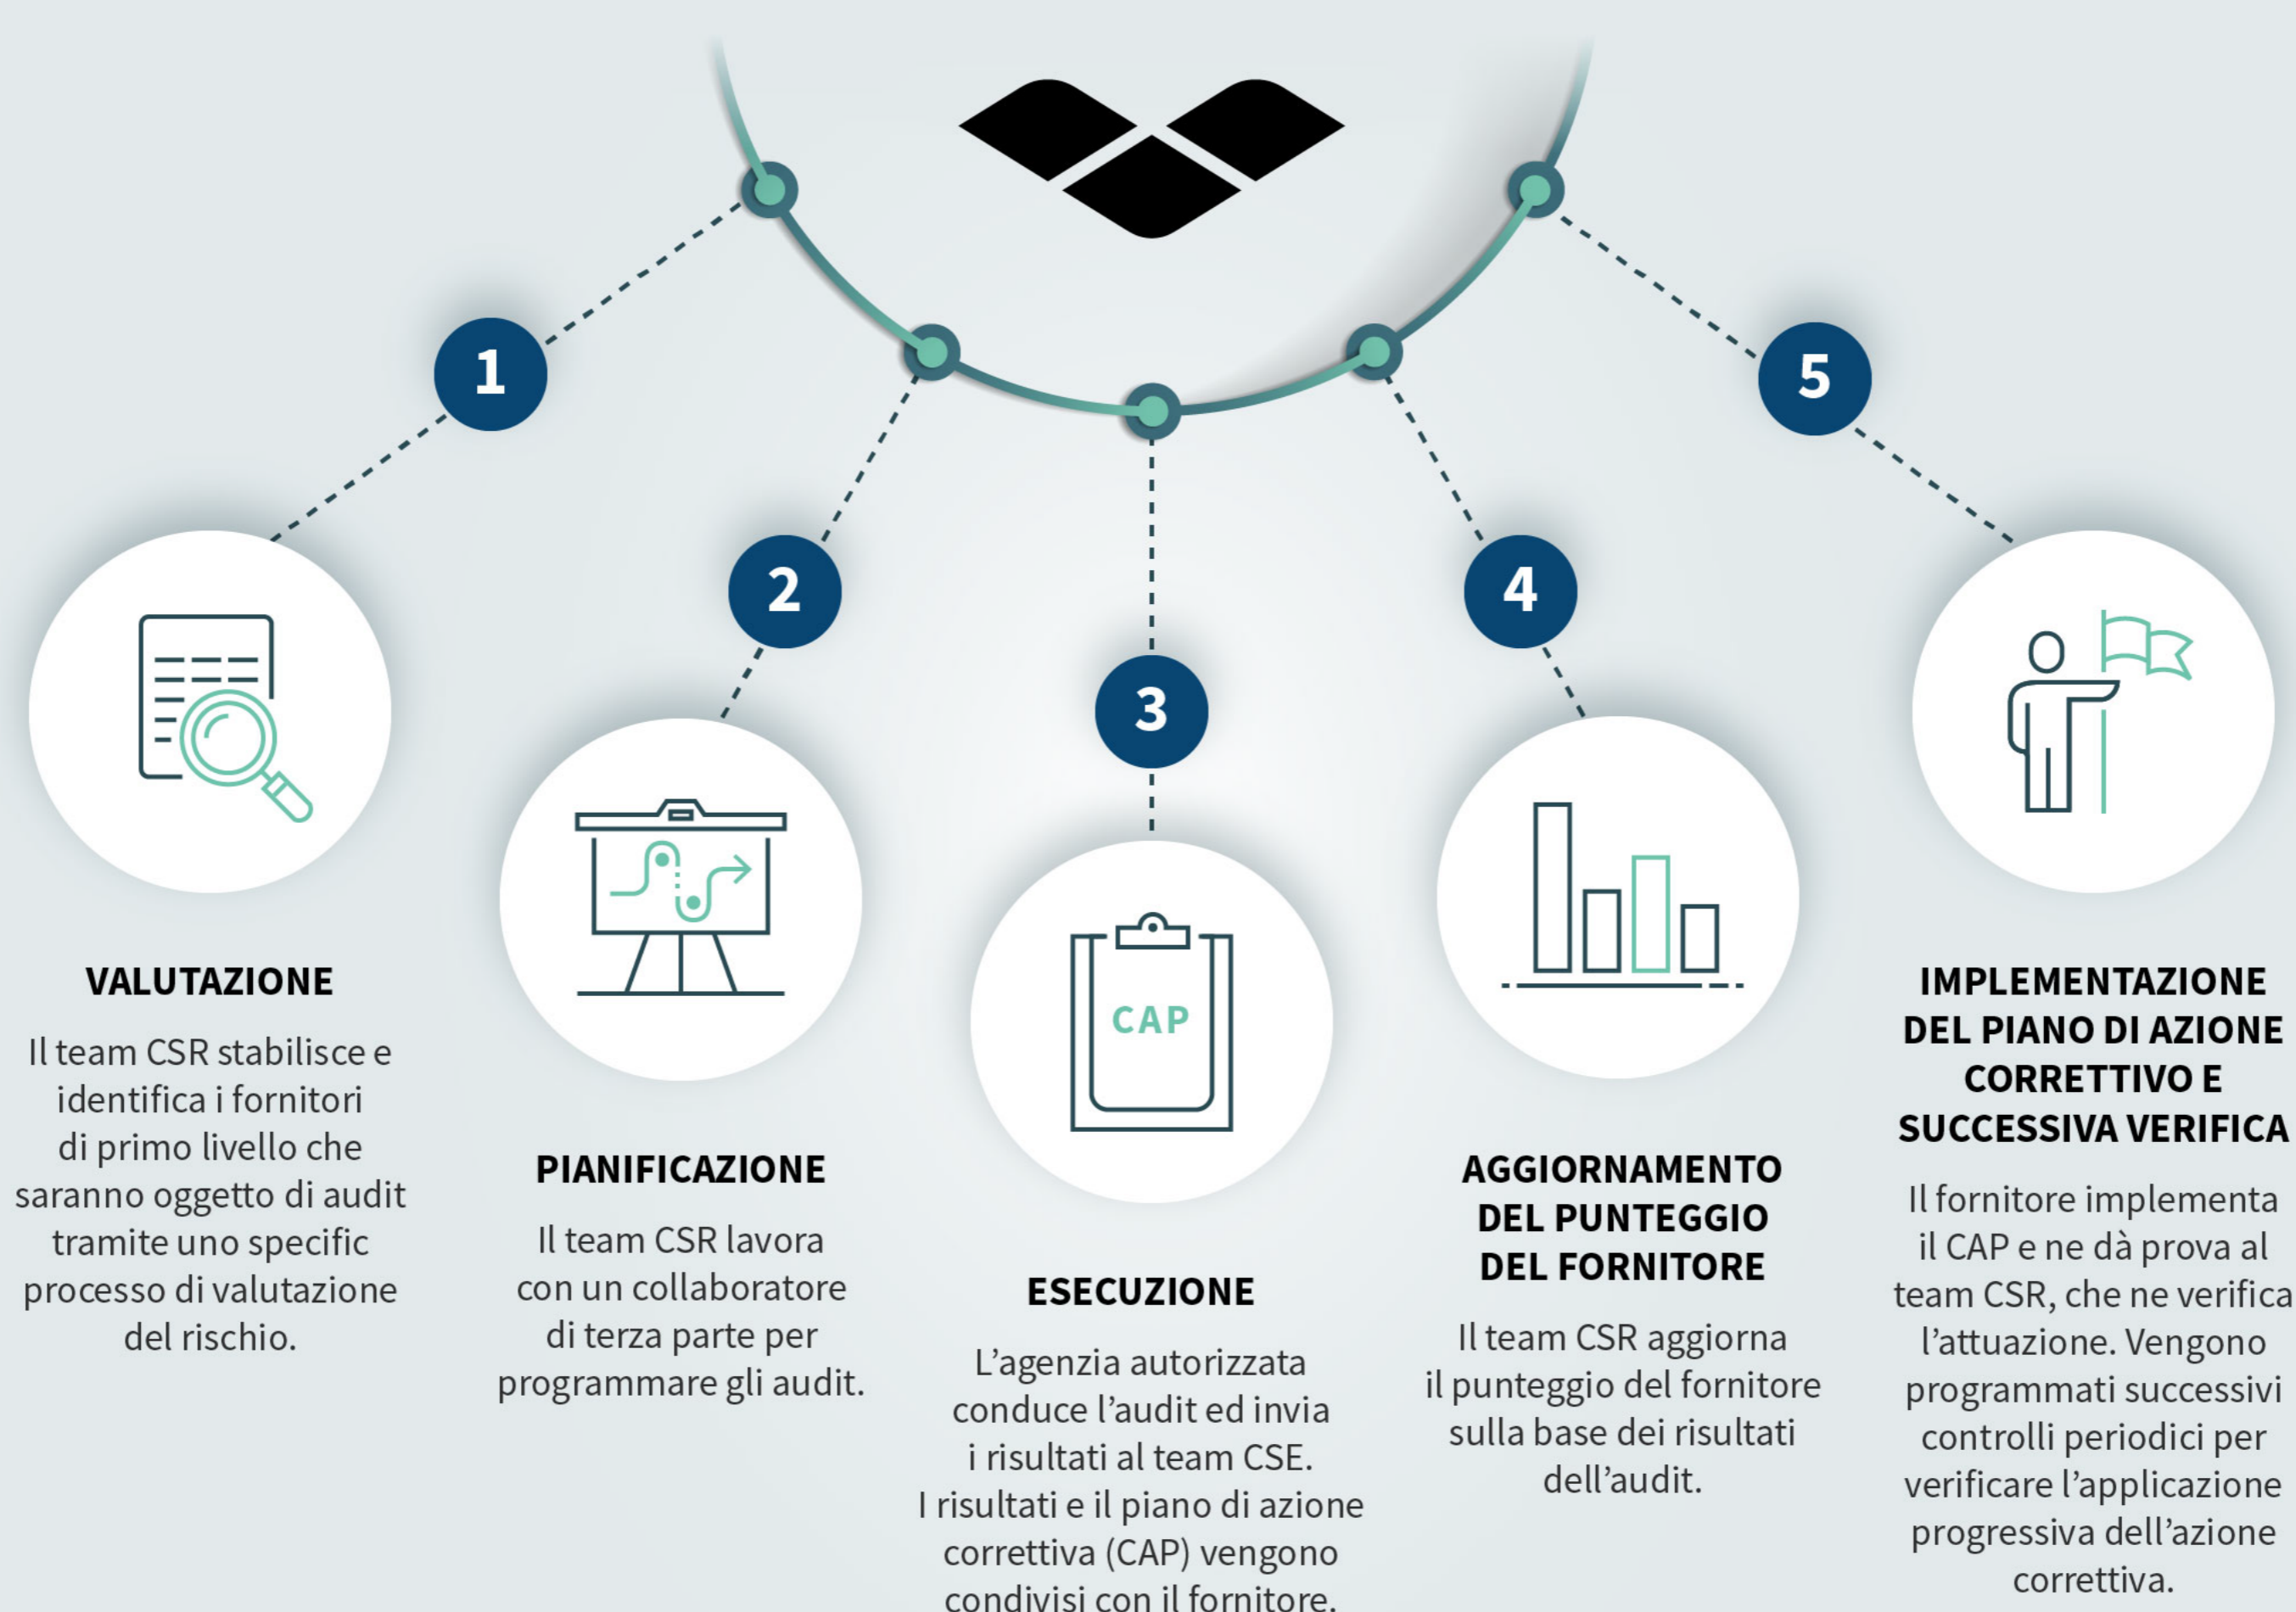 1
VALUTAZIONE
Il team CSR stabilisce e
identifica i fornitori
di primo livello che
saranno oggetto di audit
tramite uno specific
processo di valutazione
del rischio.
2
PIANIFICAZIONE
Il team CSR lavora
con un collaboratore
di terza parte per
programmare gli audit.
3
CAP
ESECUZIONE
L’agenzia autorizzata
conduce l’audit ed invia
i risultati al team CSE.
I risultati e il piano di azione
correttiva (CAP) vengono
condivisi con il fornitore.
4
AGGIORNAMENTO
DEL PUNTEGGIO
DEL FORNITORE
Il team CSR aggiorna
il punteggio del fornitore
sulla base dei risultati
dell’audit.
5
IMPLEMENTAZIONE
DEL PIANO DI AZIONE
CORRETTIVO E
SUCCESSIVA VERIFICA
Il fornitore implementa
il CAP e ne dà prova al
team CSR, che ne verifica
l’attuazione. Vengono
programmati successivi
controlli periodici per
verificare l’applicazione
progressiva dell’azione
correttiva.